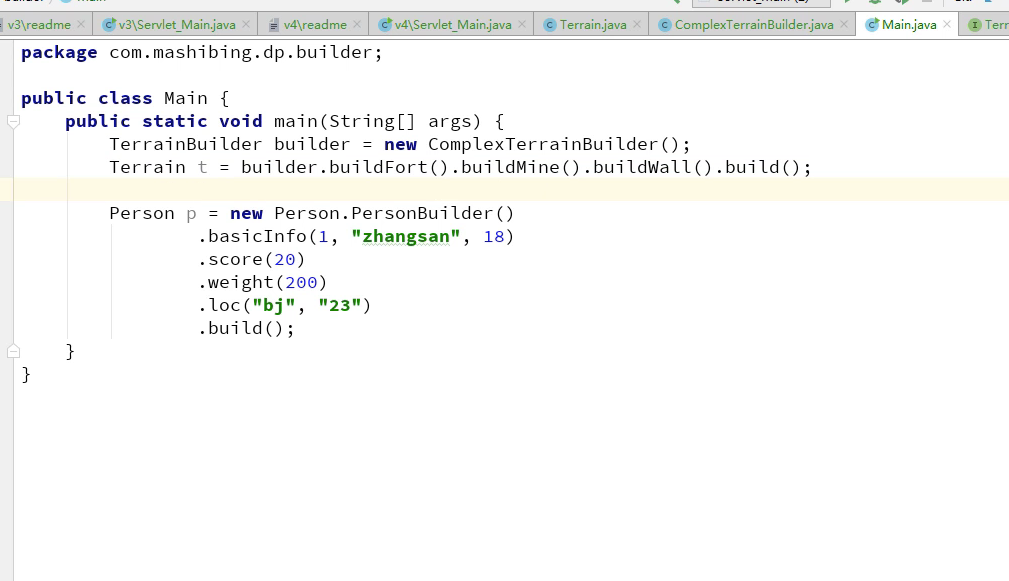 v3\readme v3\Servlet_Main.java v4\readme v4\Servlet_Main.java Terrain.java ComplexTerrainBuilder.java Main.java
package com.mashibing.dp.builder;
public class Main {
public static void main(String[] args) {
TerrainBuilder builder = new ComplexTerrainBuilder();
Terrain t = builder.buildFort().buildMine().buildWall().build();
Person p = new Person.PersonBuilder()
.basicInfo(1, "zhangsan", 18)
.score(20)
.weight(200)
.loc("bj", "23")
.build();
}
}